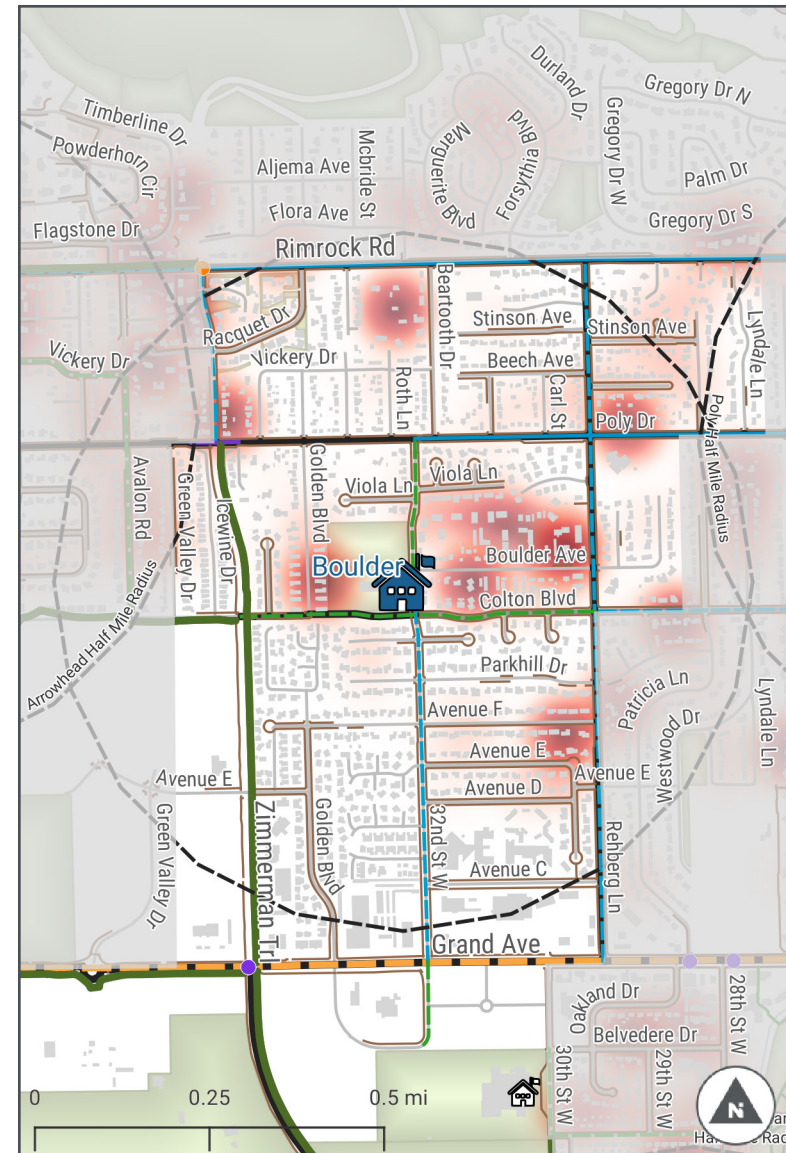 Durland Dr
Gregory Dr N
Timberline Dr
Powderhorn Cir
Mcbride St
Marguerite Blvd
Forsythia Blvd
Gregory Dr W
Aljema Ave
Palm Dr
Flora Ave
Gregory Dr S
Flagstone Dr
Rimrock Rd
Beartooth Dr
Stinson Ave
Stinson Ave
Racquet Dr
Lyndale Ln
Vickery Dr
Vickery Dr
Beech Ave
Roth Ln
Carl St
Poly Dr
Poly Half Mile Radius
Avalon Rd
Green Valley Dr
Icewine Dr
Golden Blvd
Viola Ln
Viola Ln
Boulder
Boulder Ave
Colton Blvd
Arrowhead Half Mile Radius
Parkhill Dr
Patricia Ln
Westwood Dr
Lyndale Ln
Avenue F
Avenue E
Avenue E
Avenue E
Avenue D
Green Valley Dr
Zimmerman Trl
Golden Blvd
32nd St W
Avenue C
Rehberg Ln
Grand Ave
Oakland Dr
28th St W
Belvedere Dr
30th St W
29th St W
0 0.25 0.5 mi
N